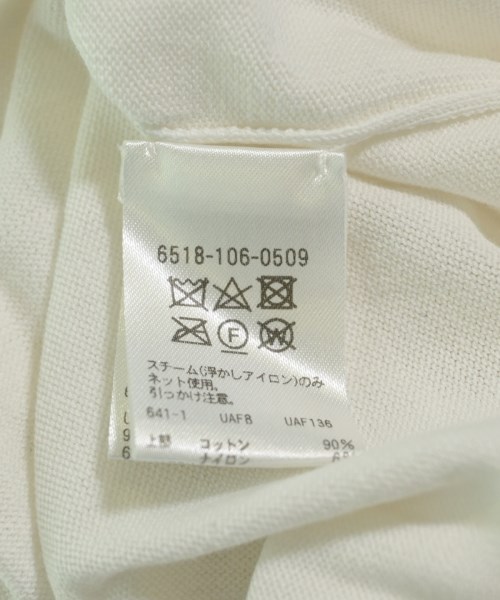 6518-106-0509
F W
スチーム(浮かしアイロン)のみ
ネット使用。
引っかけ注意。
641-1 UAF8 UAF136
コットン 90%
ナイロン